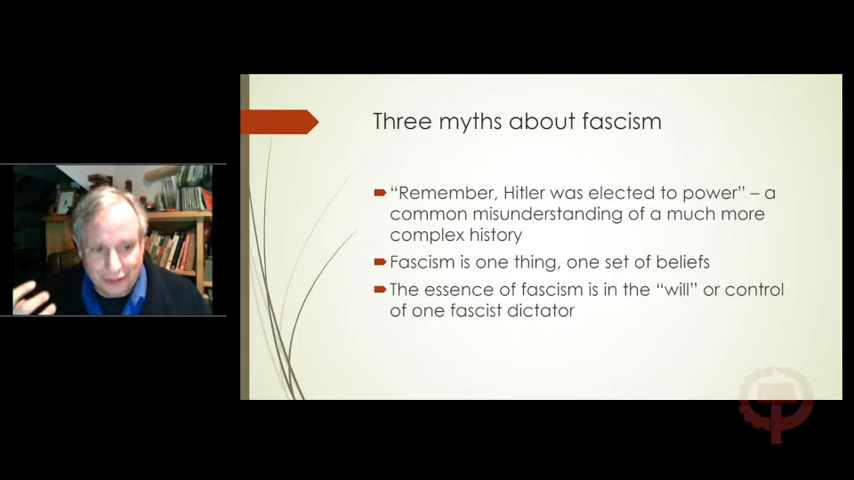 Three myths about fascism
“Remember, Hitler was elected to power” – a
common misunderstanding of a much more
complex history
Fascism is one thing, one set of beliefs
The essence of fascism is in the “will” or control
of one fascist dictator